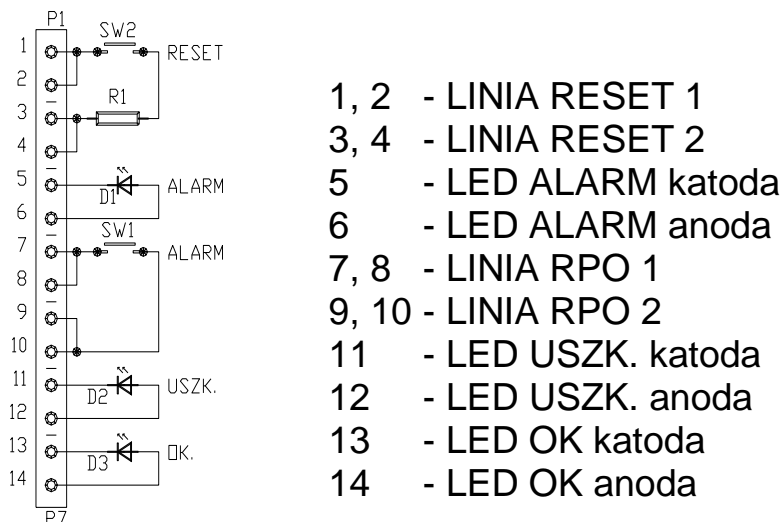 P1
1
2
3
4
5
6
7
8
9
10
11
12
13
14
P7
SW2
RESET
R1
D1
ALARM
SW1
ALARM
D2
USZK.
D3
OK.
1, 2 - LINIA RESET 1
3, 4 - LINIA RESET 2
5 - LED ALARM katoda
6 - LED ALARM anoda
7, 8 - LINIA RPO 1
9, 10 - LINIA RPO 2
11 - LED USZK. katoda
12 - LED USZK. anoda
13 - LED OK katoda
14 - LED OK anoda